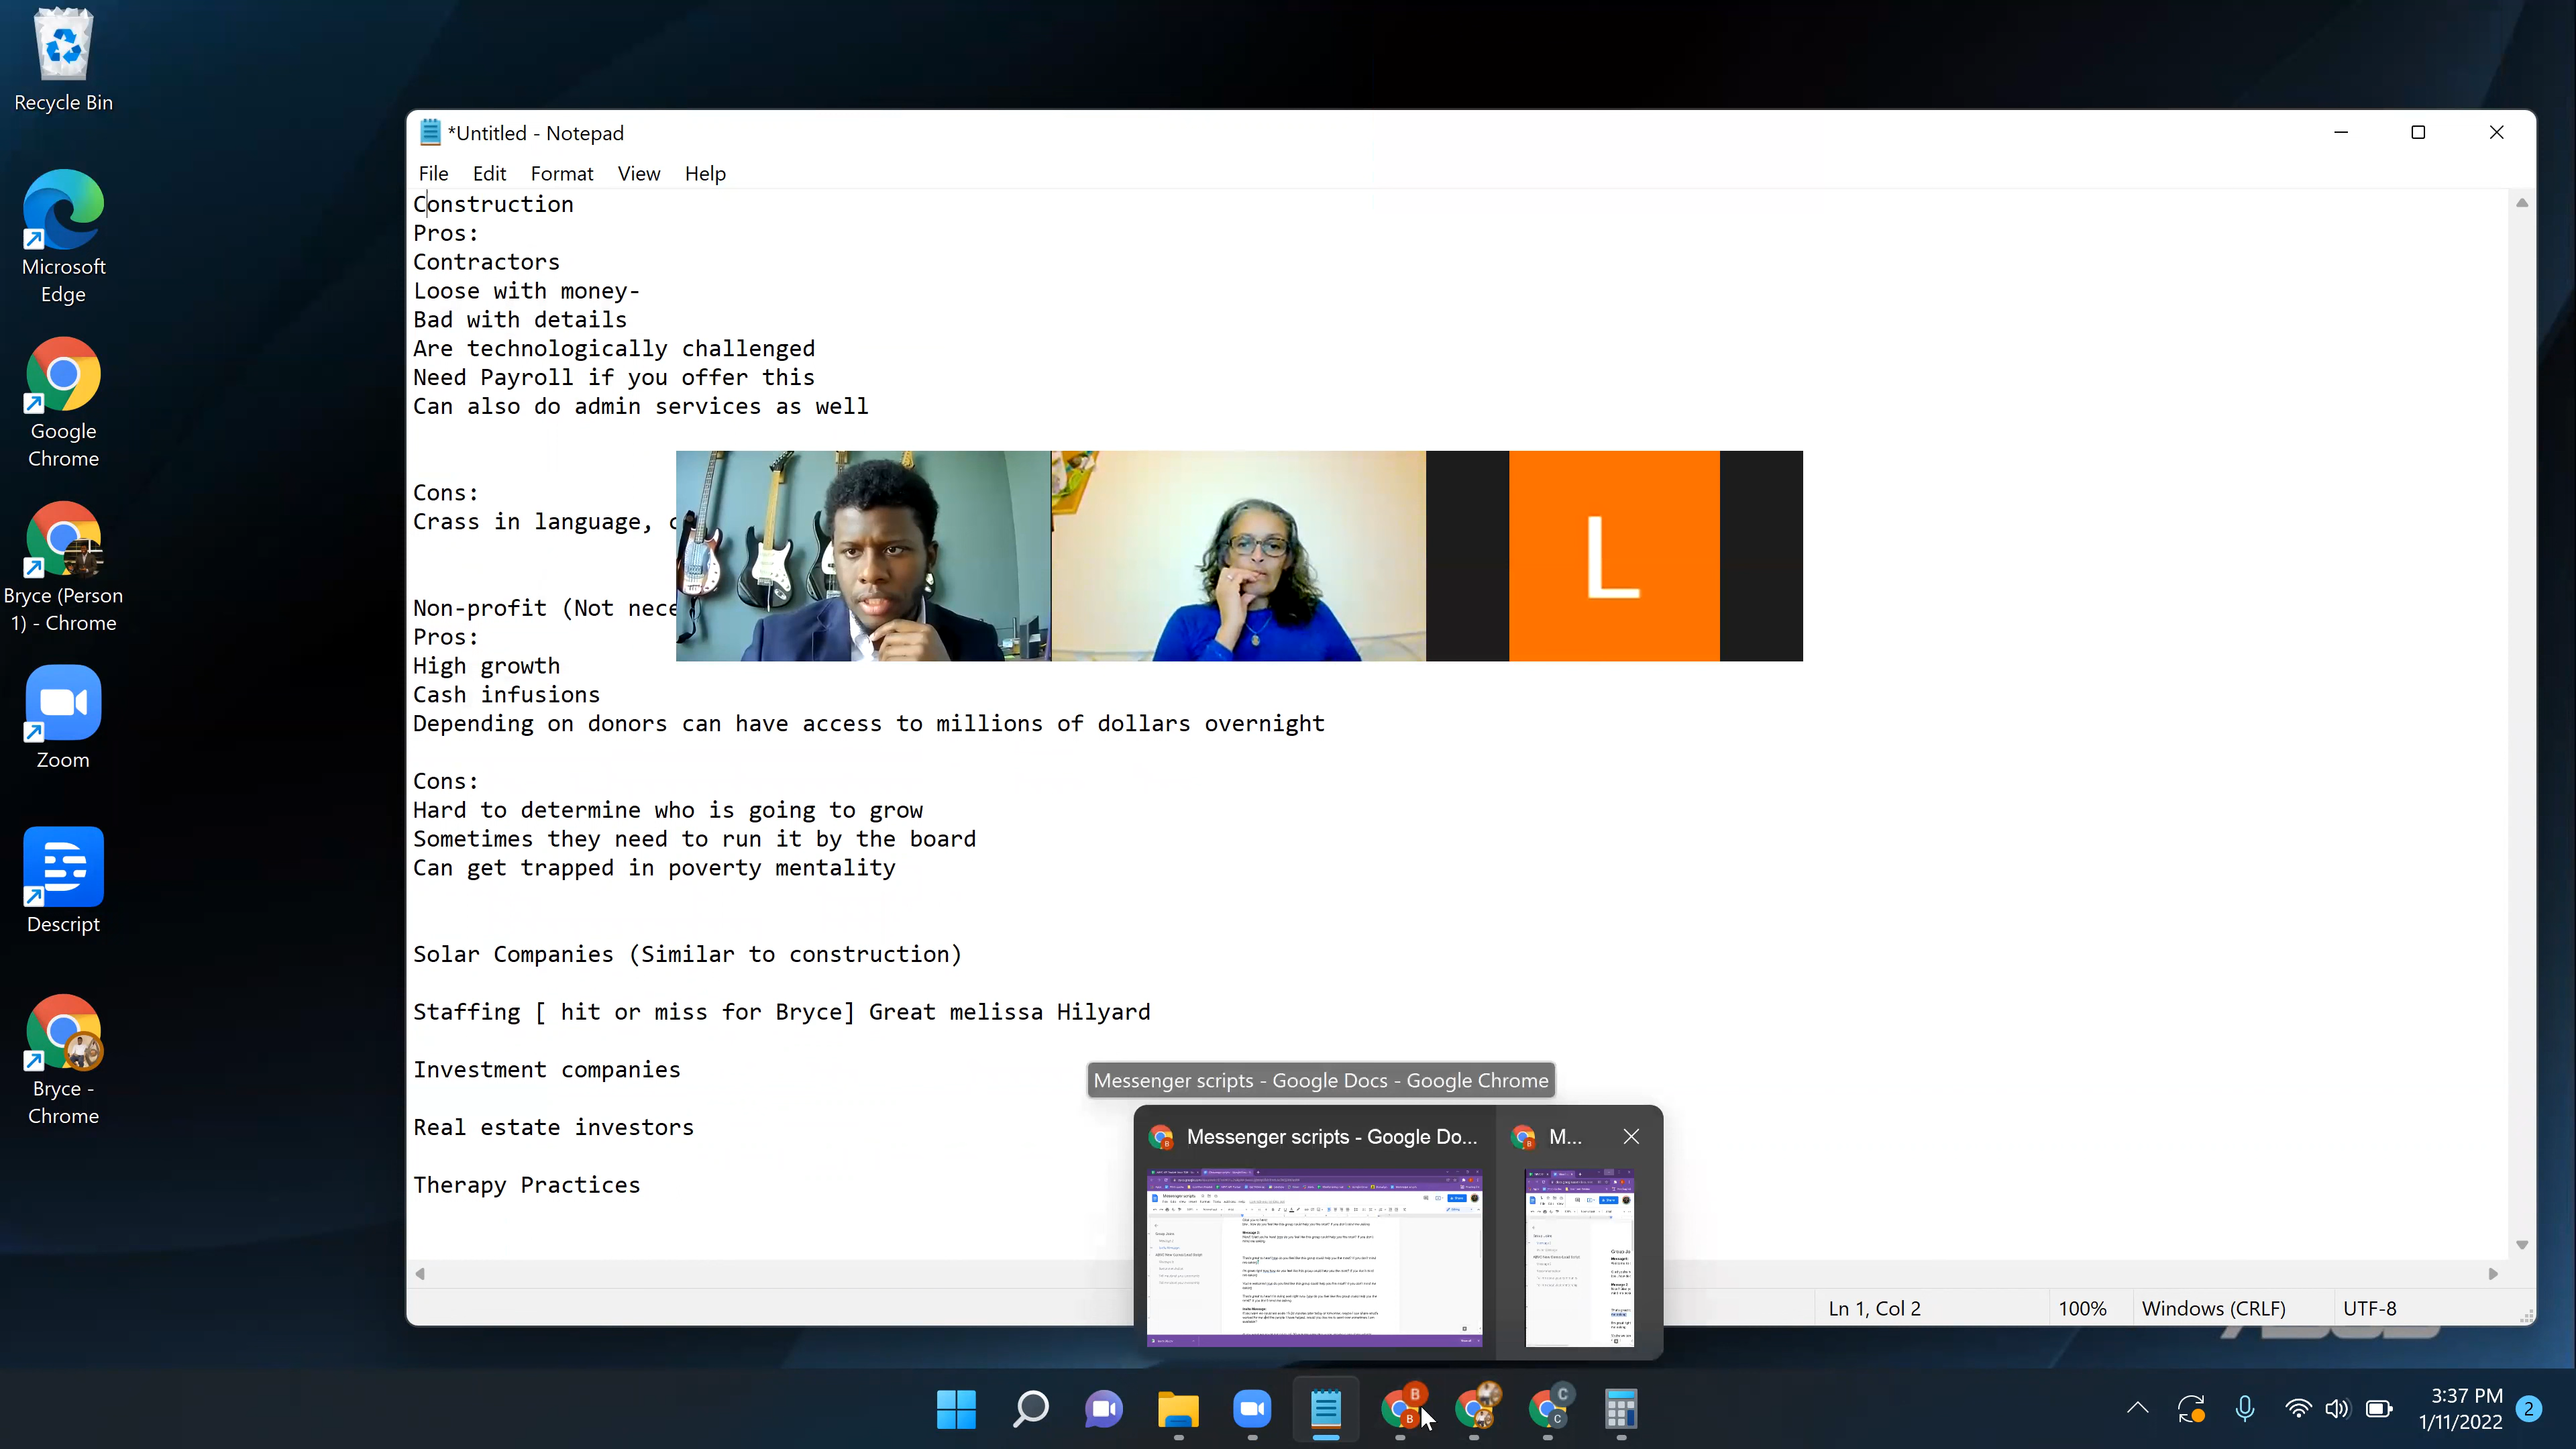 Recycle Bin
Microsoft
Edge
Google
Chrome
Bryce (Person
1) - Chrome
Zoom
Descript
Bryce -
Chrome
*Untitled - Notepad
File Edit Format View Help
Construction
Pros:
Contractors
Loose with money-
Bad with details
Are technologically challenged
Need Payroll if you offer this
Can also do admin services as well
Cons:
Crass in language,
L
Non-profit (Not
Pros:
High growth
Cash infusions
Depending on donors can have access to millions of dollars overnight
Cons:
Hard to determine who is going to grow
Sometimes they need to run it by the board
Can get trapped in poverty mentality
Solar Companies (Similar to construction)
Staffing [ hit or miss for Bryce] Great melissa Hilyard
Investment companies
Real estate investors
Therapy Practices
Messenger scripts - Google Docs - Google Chrome
Messenger scripts - Google Do...
M...
Ln 1, Col 2
100%
Windows (CRLF)
UTF-8
3:37 PM
1/11/2022
2